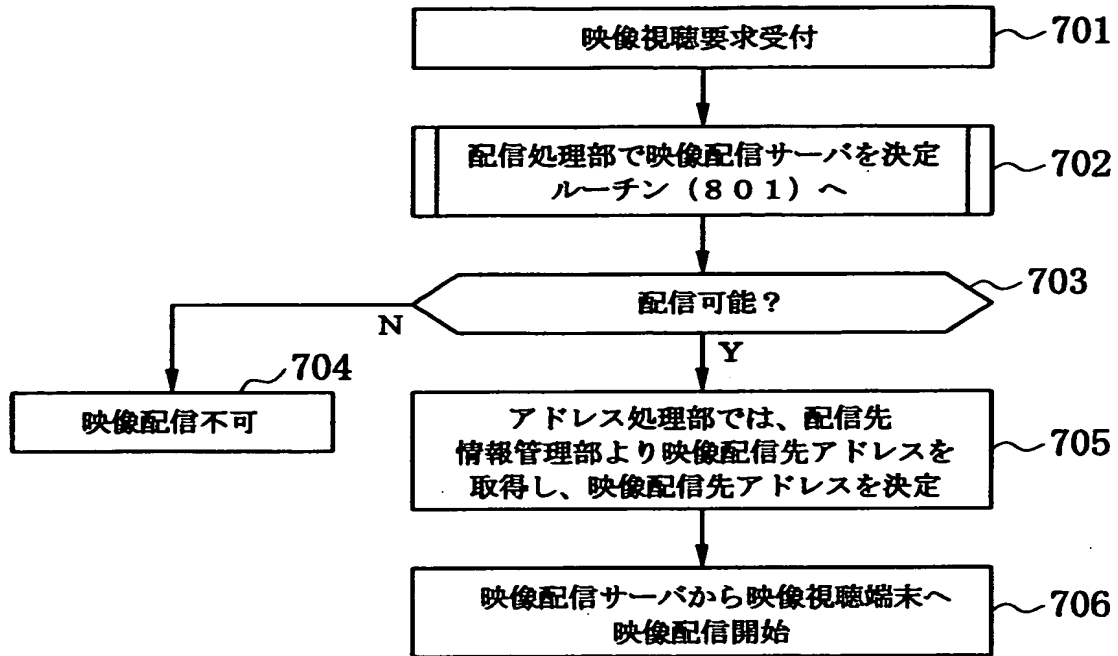 映像視聴要求受付
701
配信処理部で映像配信サーバを決定
ルーチン（８０１）へ
702
配信可能？
703
N
Y
704
映像配信不可
アドレス処理部では、配信先
情報管理部より映像配信先アドレスを
取得し、映像配信先アドレスを決定
705
映像配信サーバから映像視聴端末へ
映像配信開始
706